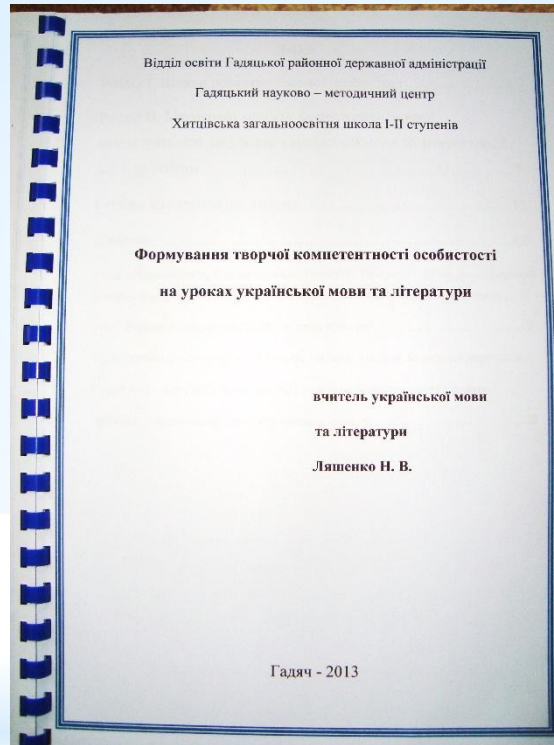 Відділ освіти Гадяцької районної державної адміністрації
Гадяцький науково – методичний центр
Хитцівська загальноосвітня школа І-ІІ ступенів
Формування творчої компетентності особистості
на уроках української мови та літератури
вчитель української мови
та літератури
Ляшенко Н. В.
Гадяч - 2013